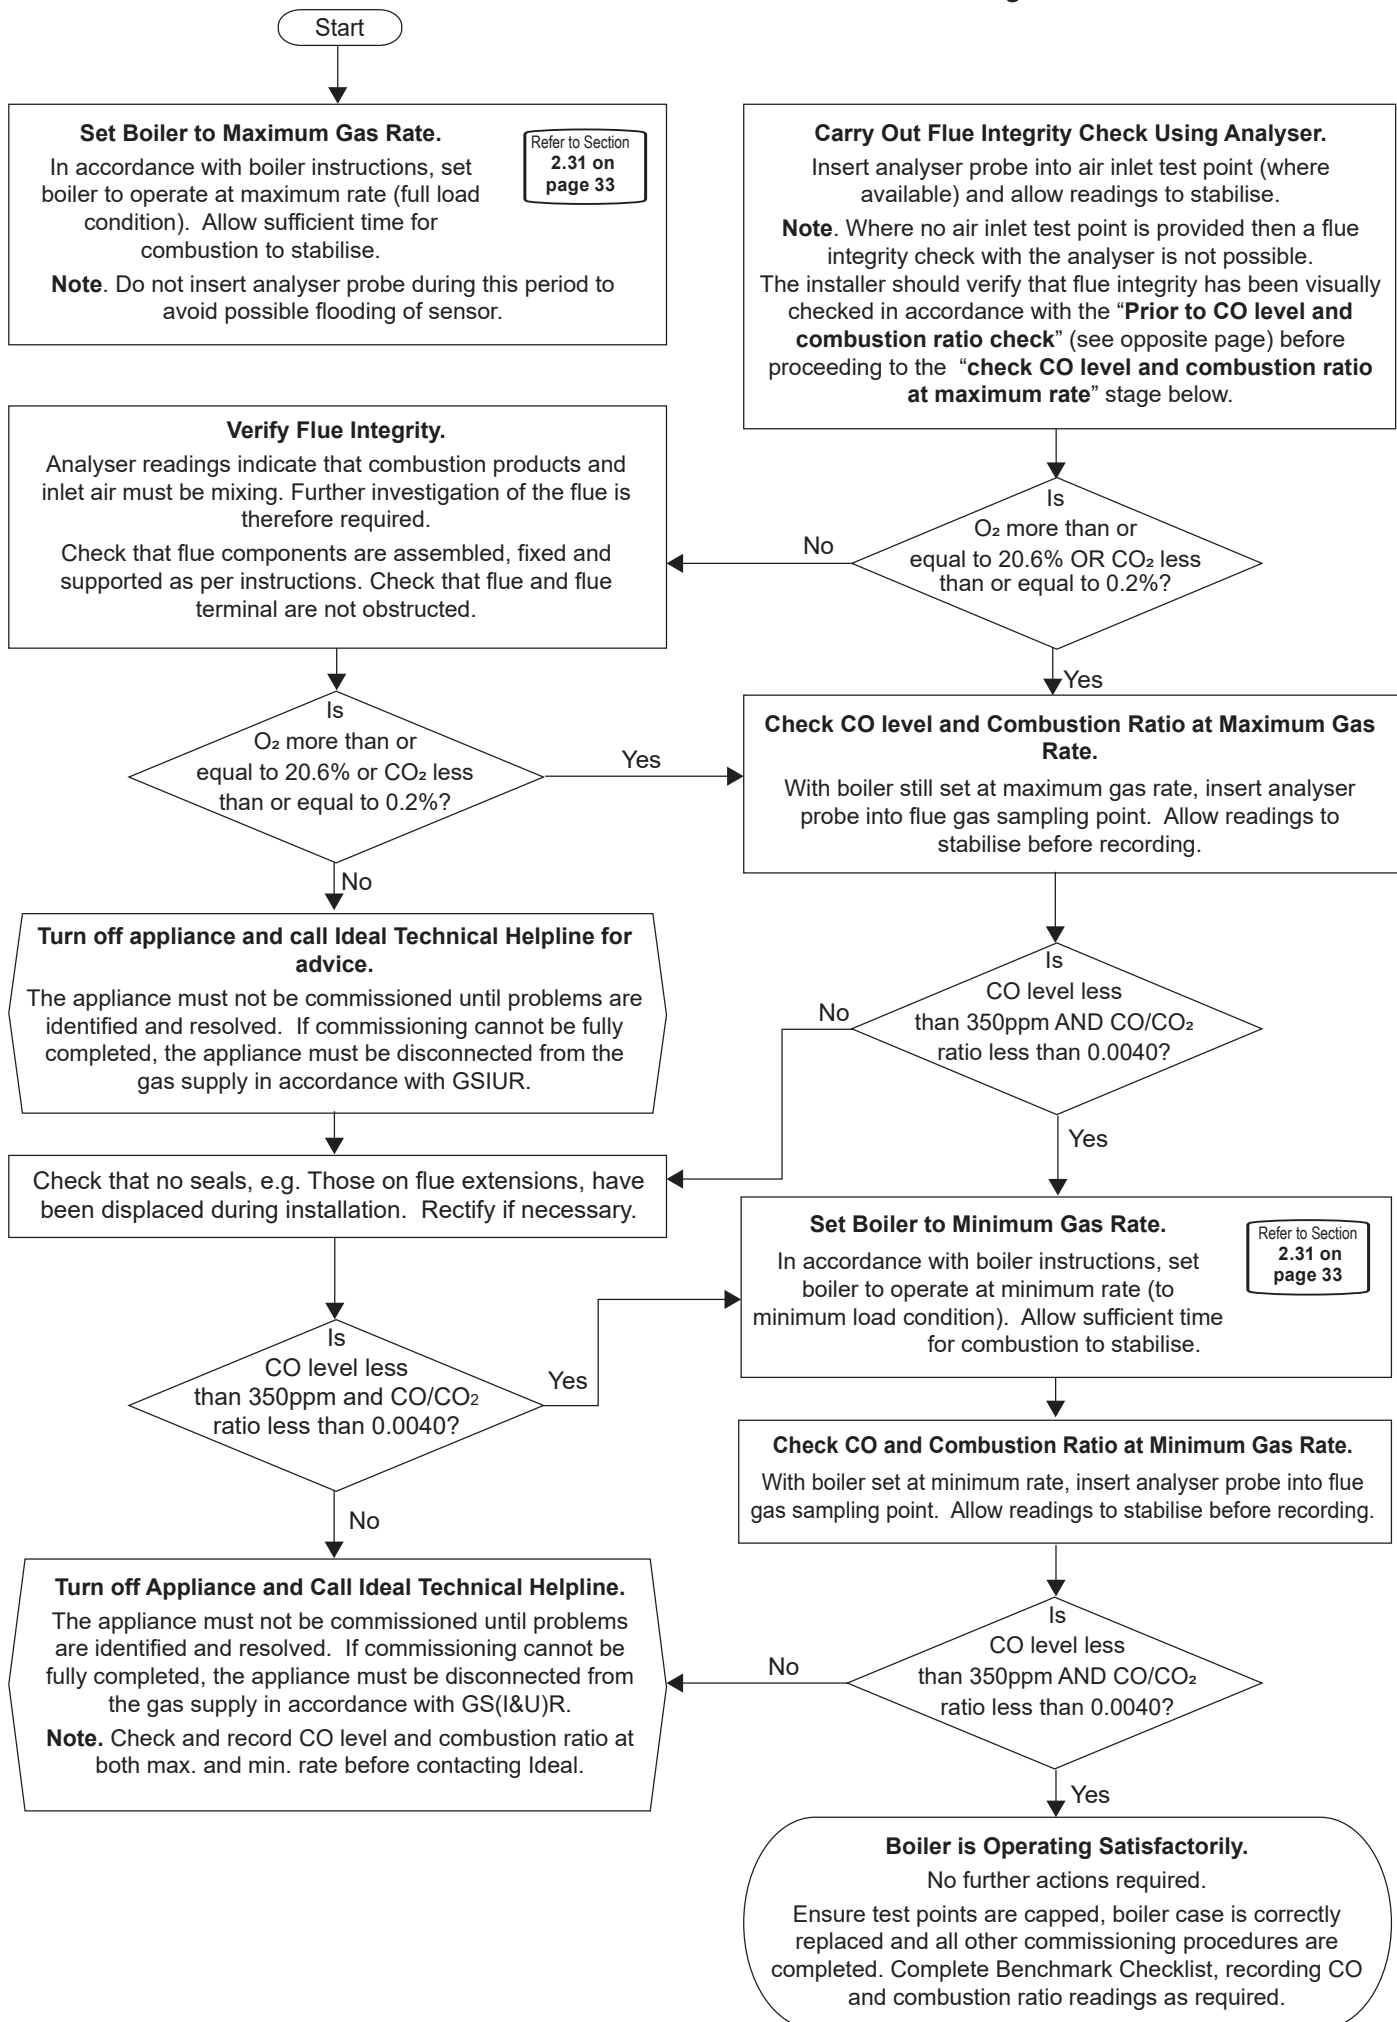 Start
Set Boiler to Maximum Gas Rate.
In accordance with boiler instructions, set
boiler to operate at maximum rate (full load
condition).  Allow sufficient time for
combustion to stabilise.
Note. Do not insert analyser probe during this period to
avoid possible flooding of sensor.
Refer to Section
2.31 on
page 33
Carry Out Flue Integrity Check Using Analyser.
Insert analyser probe into air inlet test point (where
available) and allow readings to stabilise.
Note. Where no air inlet test point is provided then a flue
integrity check with the analyser is not possible.
The installer should verify that flue integrity has been visually
checked in accordance with the “Prior to CO level and
combustion ratio check” (see opposite page) before
proceeding to the  “check CO level and combustion ratio
at maximum rate” stage below.
Verify Flue Integrity.
Analyser readings indicate that combustion products and
inlet air must be mixing. Further investigation of the flue is
therefore required.
Check that flue components are assembled, fixed and
supported as per instructions. Check that flue and flue
terminal are not obstructed.
No
Is
O₂ more than or
equal to 20.6% OR CO₂ less
than or equal to 0.2%?
Yes
Is
O₂ more than or
equal to 20.6% or CO₂ less
than or equal to 0.2%?
Yes
No
Check CO level and Combustion Ratio at Maximum Gas
Rate.
With boiler still set at maximum gas rate, insert analyser
probe into flue gas sampling point.  Allow readings to
stabilise before recording.
Turn off appliance and call Ideal Technical Helpline for
advice.
The appliance must not be commissioned until problems are
identified and resolved.  If commissioning cannot be fully
completed, the appliance must be disconnected from the
gas supply in accordance with GSIUR.
No
Is
CO level less
than 350ppm AND CO/CO₂
ratio less than 0.0040?
Yes
Check that no seals, e.g. Those on flue extensions, have
been displaced during installation.  Rectify if necessary.
Set Boiler to Minimum Gas Rate.
In accordance with boiler instructions, set
boiler to operate at minimum rate (to
minimum load condition).  Allow sufficient time
for combustion to stabilise.
Refer to Section
2.31 on
page 33
Is
CO level less
than 350ppm and CO/CO₂
ratio less than 0.0040?
Yes
No
Check CO and Combustion Ratio at Minimum Gas Rate.
With boiler set at minimum rate, insert analyser probe into flue
gas sampling point.  Allow readings to stabilise before recording.
Turn off Appliance and Call Ideal Technical Helpline.
The appliance must not be commissioned until problems
are identified and resolved.  If commissioning cannot be
fully completed, the appliance must be disconnected from
the gas supply in accordance with GS(I&U)R.
Note. Check and record CO level and combustion ratio at
both max. and min. rate before contacting Ideal.
No
Is
CO level less
than 350ppm AND CO/CO₂
ratio less than 0.0040?
Yes
Boiler is Operating Satisfactorily.
No further actions required.
Ensure test points are capped, boiler case is correctly
replaced and all other commissioning procedures are
completed. Complete Benchmark Checklist, recording CO
and combustion ratio readings as required.